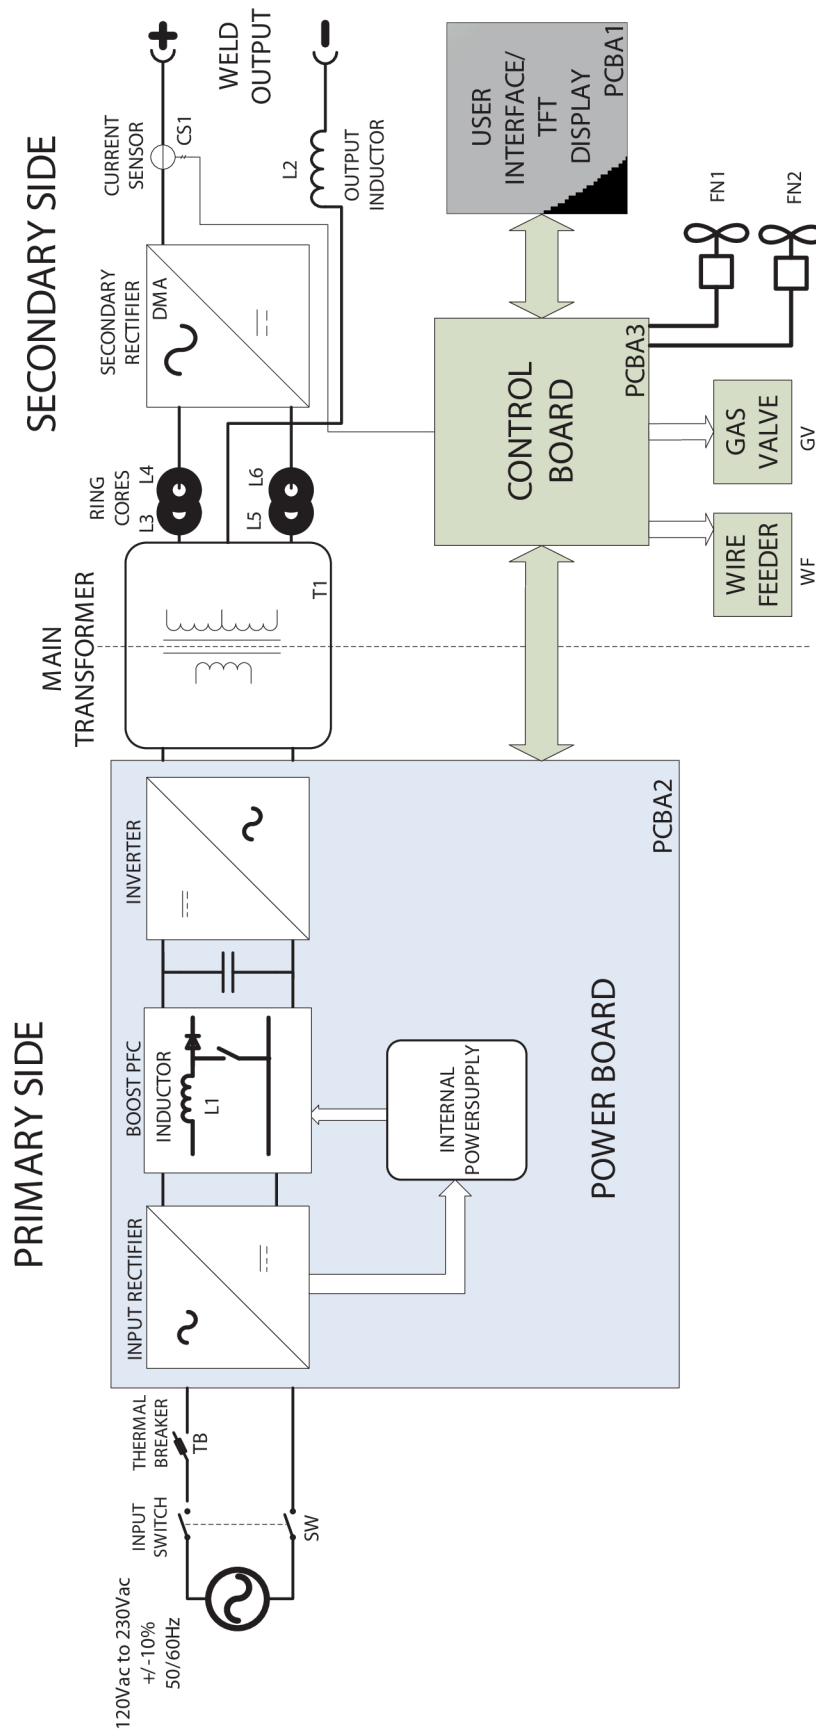 PRIMARY SIDE
SECONDARY SIDE
120Vac to 230Vac
+/-10%
50/60Hz
INPUT
SWITCH
SW
THERMAL
BREAKER
TB
INPUT RECTIFIER
BOOST PFC
INDUCTOR
L1
INVERTER
INTERNAL
POWERSUPPLY
POWER BOARD
PCBA2
MAIN
TRANSFORMER
T1
RING
CORES
L3
L4
L5
L6
SECONDARY
RECTIFIER
DMA
CURRENT
SENSOR
CS1
WELD
OUTPUT
+
-
L2
OUTPUT
INDUCTOR
CONTROL
BOARD
PCBA3
USER
INTERFACE/
TFT
DISPLAY
PCBA1
WIRE
FEEDER
WF
GAS
VALVE
GV
FN1
FN2